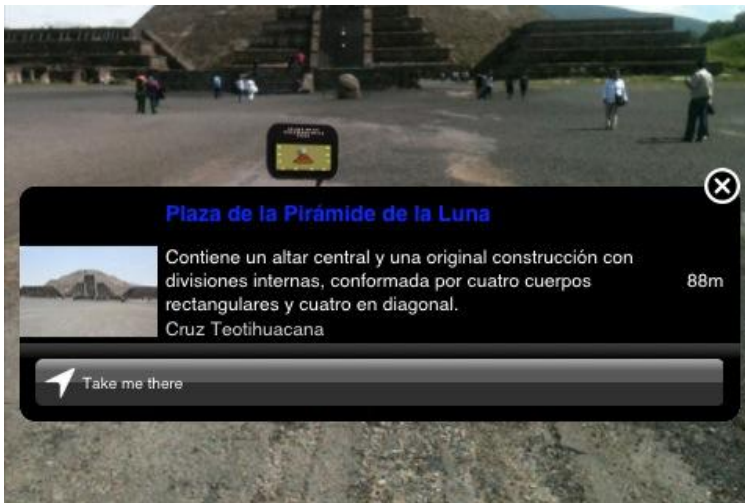 Plaza de la Pirámide de la Luna
Contiene un altar central y una original construcción con
divisiones internas, conformada por cuatro cuerpos
rectangulares y cuatro en diagonal.
88m
Cruz Teotihuacana
Take me there